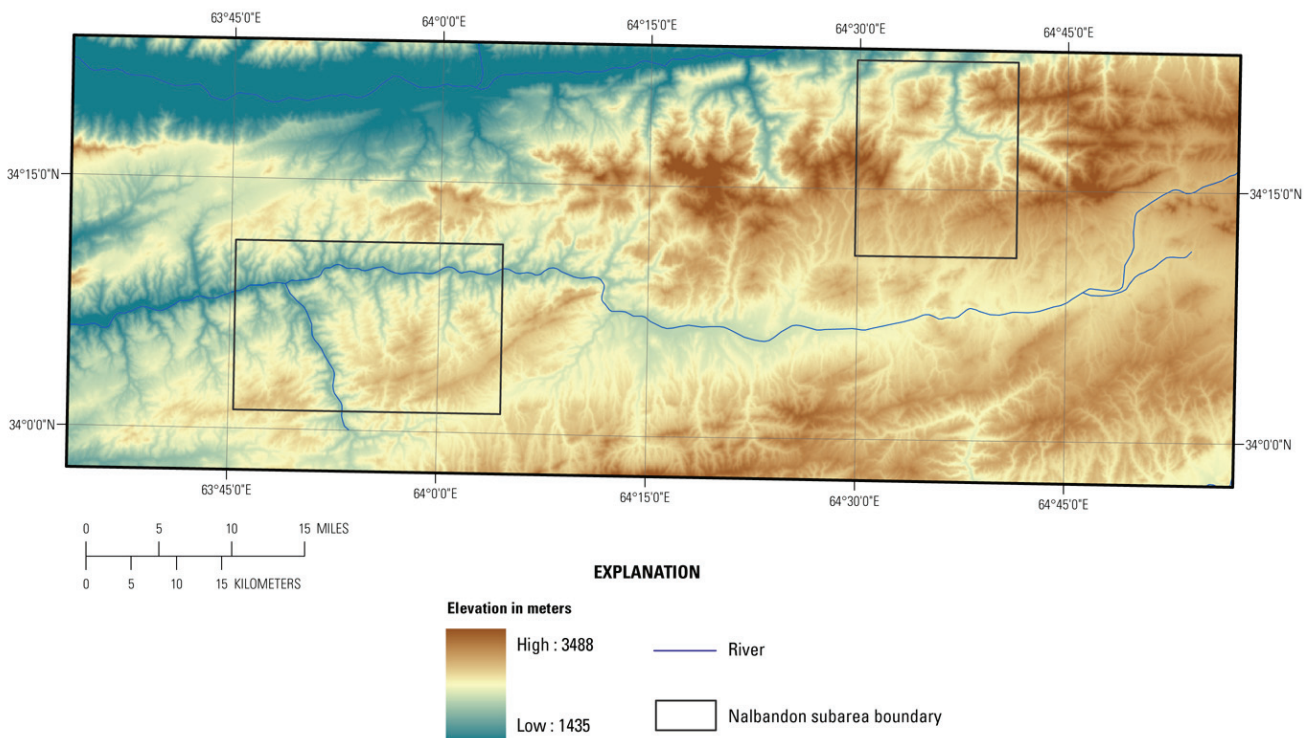 63°45'0"E 64°0'0"E 64°15'0"E 64°30'0"E 64°45'0"E
34°15'0"N 34°15'0"N
34°0'0"N 34°0'0"N
63°45'0"E 64°0'0"E 64°15'0"E 64°30'0"E 64°45'0"E
0 5 10 15 MILES
0 5 10 15 KILOMETERS
EXPLANATION
Elevation in meters
High : 3488
Low : 1435
River
Nalbandon subarea boundary